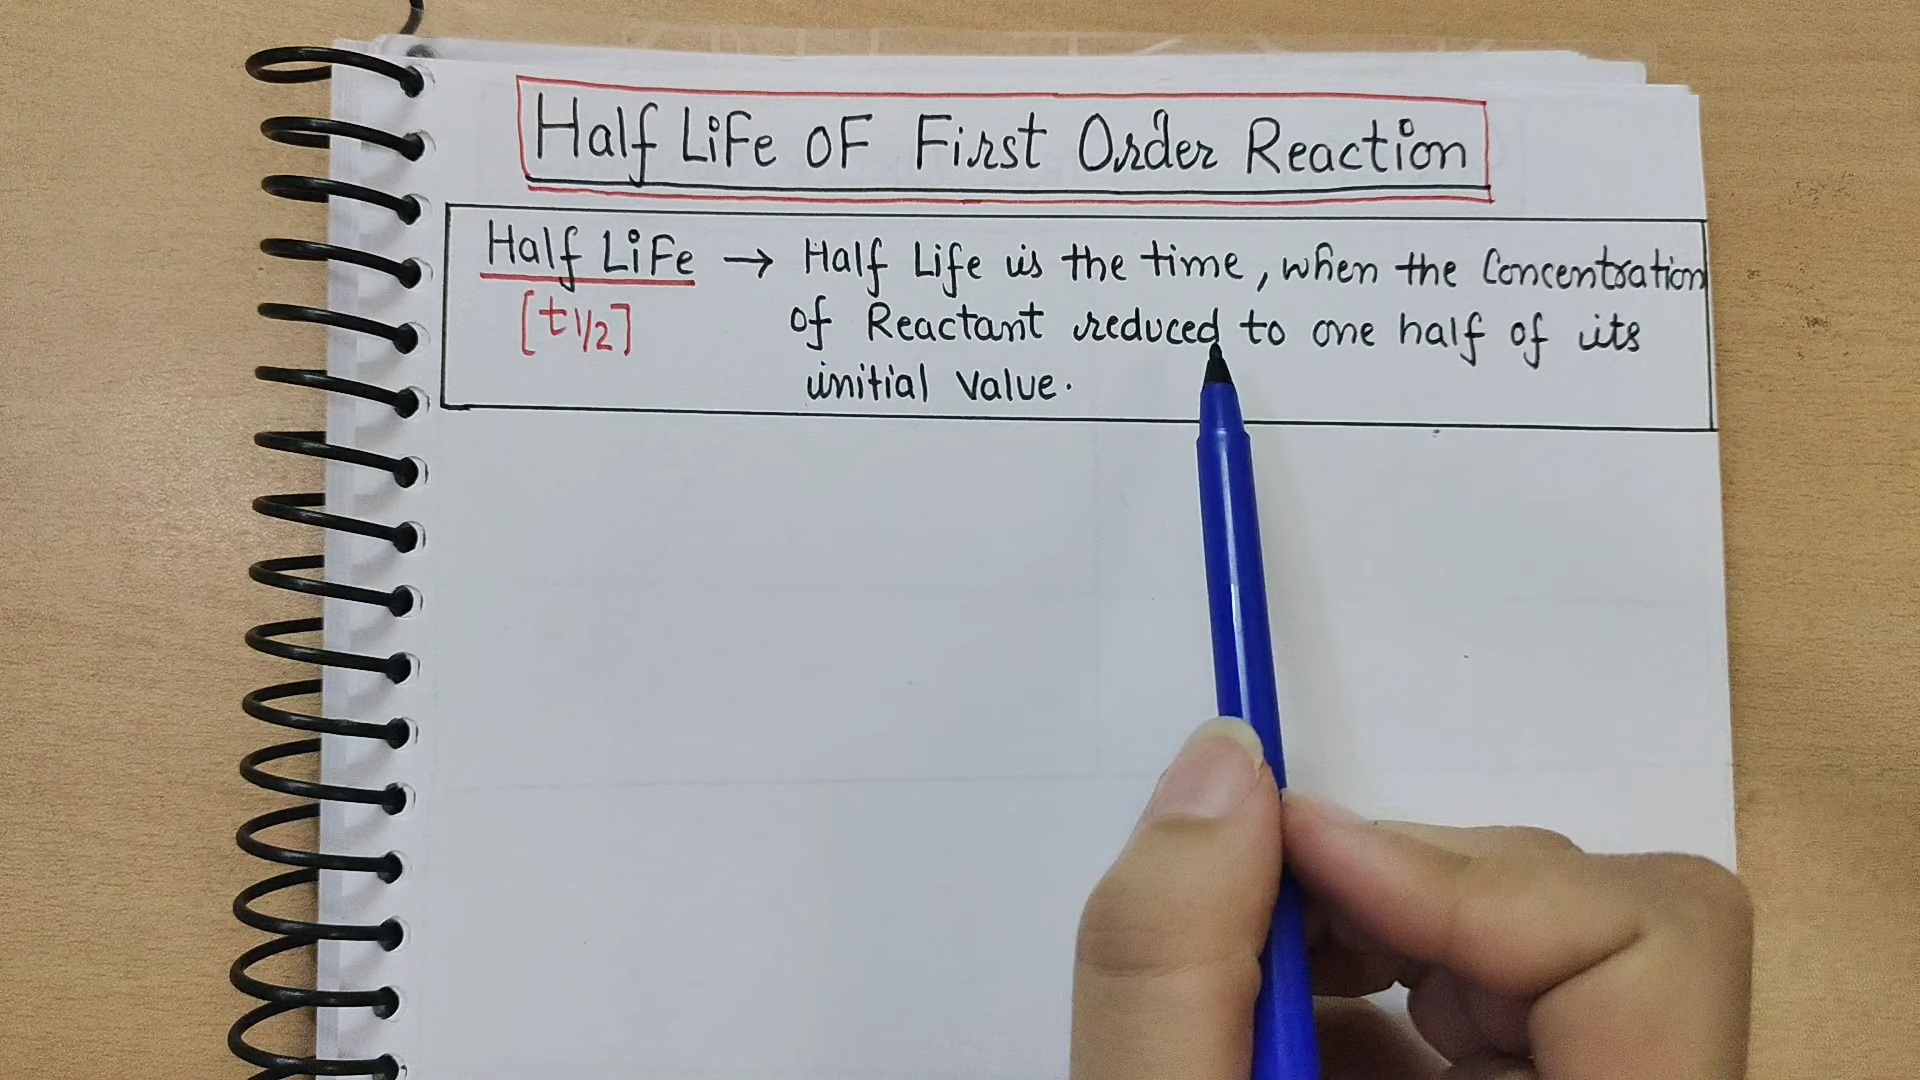 Half Life OF First Order Reaction
Half Life → Half Life is the time, when the Concentration
[t1/2] of Reactant reduced to one half of its
initial value.